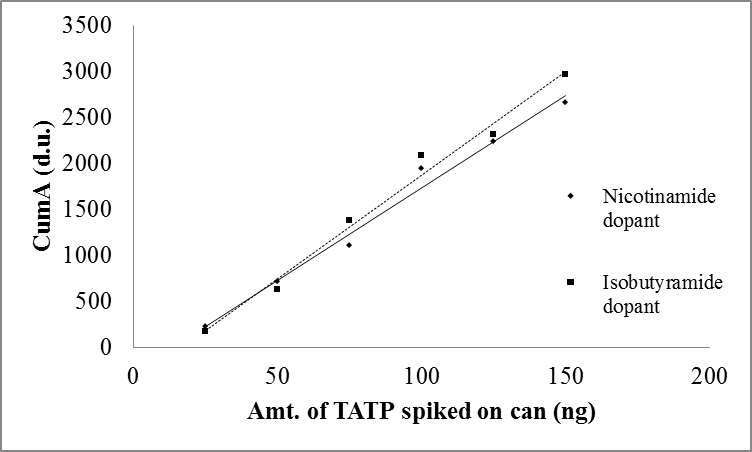 3500
3000
2500
2000
1500
1000
500
0
CumA (d.u.)
0 50 100 150 200
Amt. of TATP spiked on can (ng)
Nicotinamide
dopant
Isobutyramide
dopant